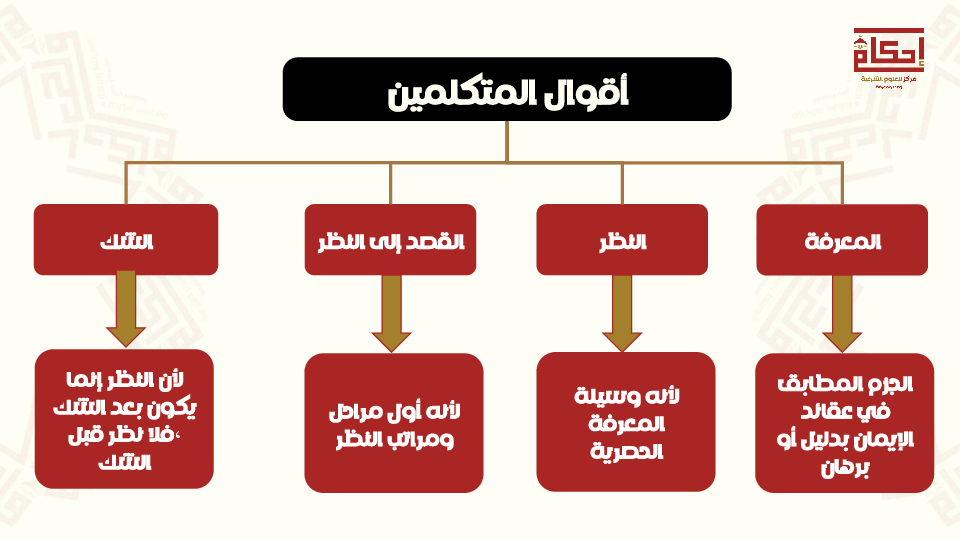 إحكام
مركز للعلوم الشرعية
أقوال المتكلمين
المعرفة
النظر
القصد إلى النظر
الشك
الجزم المطابق
في عقائد
الإيمان بدليل أو
برهان
لأنه وسيلة
المعرفة
الحصرية
لأنه أول مراحل
ومراتب النظر
لأن النظر إنما
يكون بعد الشك
،فلا نظر قبل
الشك